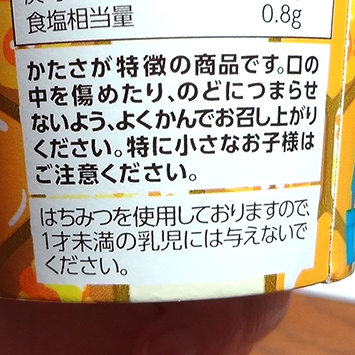 食塩相当量 0.8g
かたさが特徴の商品です。口の
中を傷めたり、のどにつまらせ
ないよう、よくかんでお召し上がり
ください。特に小さなお子様は
ご注意ください。
はちみつを使用しておりますので、
1才未満の乳児には与えないで
ください。